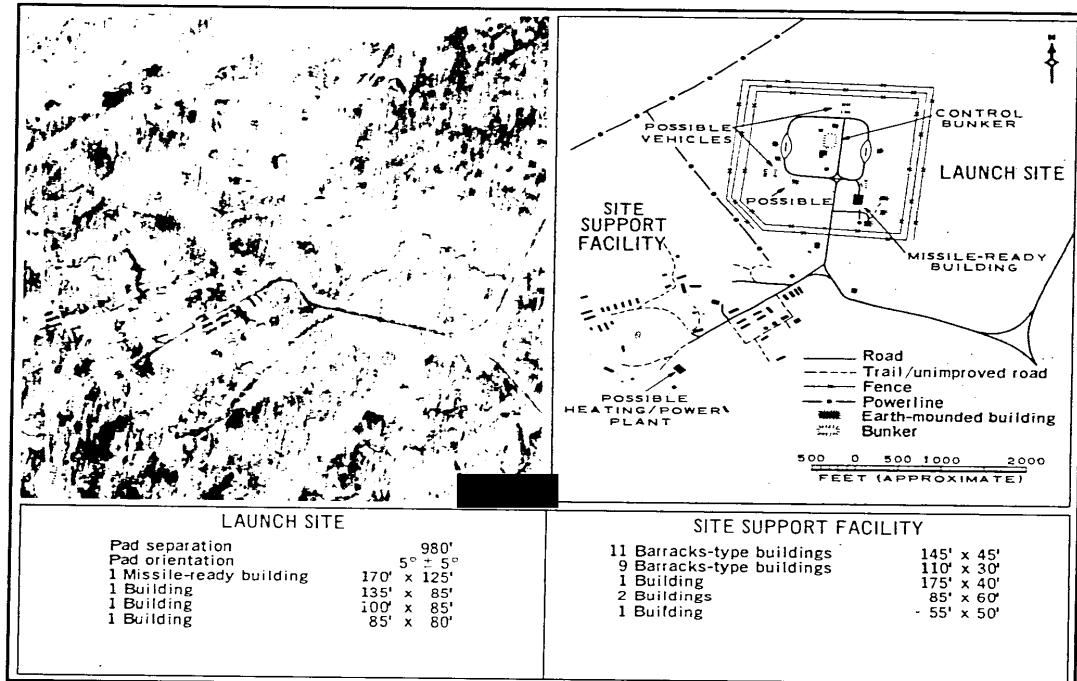 N
POSSIBLE
VEHICLES
CONTROL
BUNKER
LAUNCH SITE
POSSIBLE
SITE
SUPPORT
FACILITY
MISSILE-READY
BUILDING
POSSIBLE
HEATING/POWER
PLANT
Road
Trail/unimproved road
Fence
Powerline
Earth-mounded building
Bunker
500 0 500 1000 2000
FEET (APPROXIMATE)
LAUNCH SITE
Pad separation 980'
Pad orientation 5° ± 5°
1 Missile-ready building 170' x 125'
1 Building 135' x 85'
1 Building 100' x 85'
1 Building 85' x 80'
SITE SUPPORT FACILITY
11 Barracks-type buildings 145' x 45'
9 Barracks-type buildings 110' x 30'
1 Building 175' x 40'
2 Buildings 85' x 60'
1 Building 55' x 50'